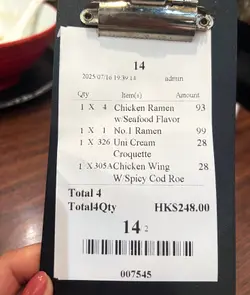 14
2025/07/16 19:39:14 admin
Qty Item(s) Amount
1 X 4 Chicken Ramen 93
w/Seafood Flavor
1 X 1 No.1 Ramen 99
1 X 326 Uni Cream 28
Croquette
1 X 305A Chicken Wing 28
W/Spicy Cod Roe
Total 4
Total4Qty HK$248.00
14 2
007545